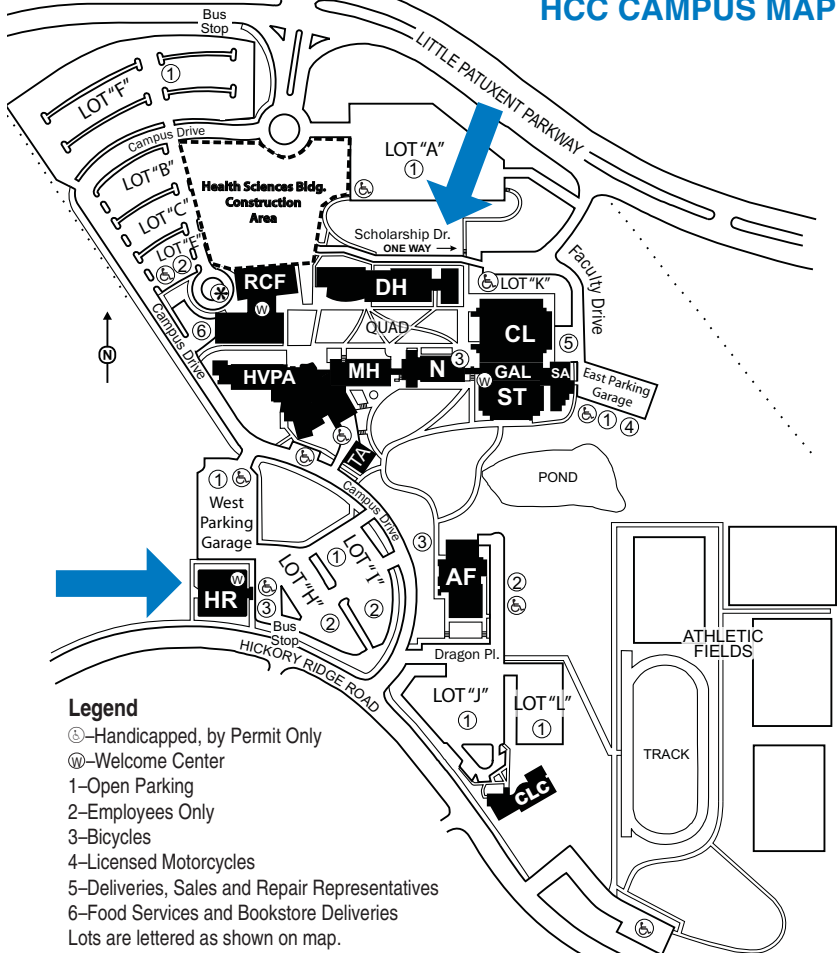 HCC CAMPUS MAP
Bus
Stop
LITTLE PATUXENT PARKWAY
1
LOT "F"
Campus Drive
LOT "A"
1
LOT "B"
Health Sciences Bldg.
Construction
Area
LOT "C"
Scholarship Dr.
ONE WAY →
LOT "E"
2
Faculty Drive
RCF
W
DH
LOT "K"
*
6
QUAD
CL
5
N
Campus Drive
HVPA
MH
N
3
GAL
W
ST
SA
East Parking
Garage
1 4
TA
POND
1
West
Parking
Garage
Campus Drive
1
LOT "I"
LOT "H"
2
2
3
AF
2
HR
W
3
Bus
Stop
HICKORY RIDGE ROAD
Dragon Pl.
ATHLETIC
FIELDS
LOT "J"
1
LOT "L"
1
TRACK
CLC
Legend
♿–Handicapped, by Permit Only
W–Welcome Center
1–Open Parking
2–Employees Only
3–Bicycles
4–Licensed Motorcycles
5–Deliveries, Sales and Repair Representatives
6–Food Services and Bookstore Deliveries
Lots are lettered as shown on map.